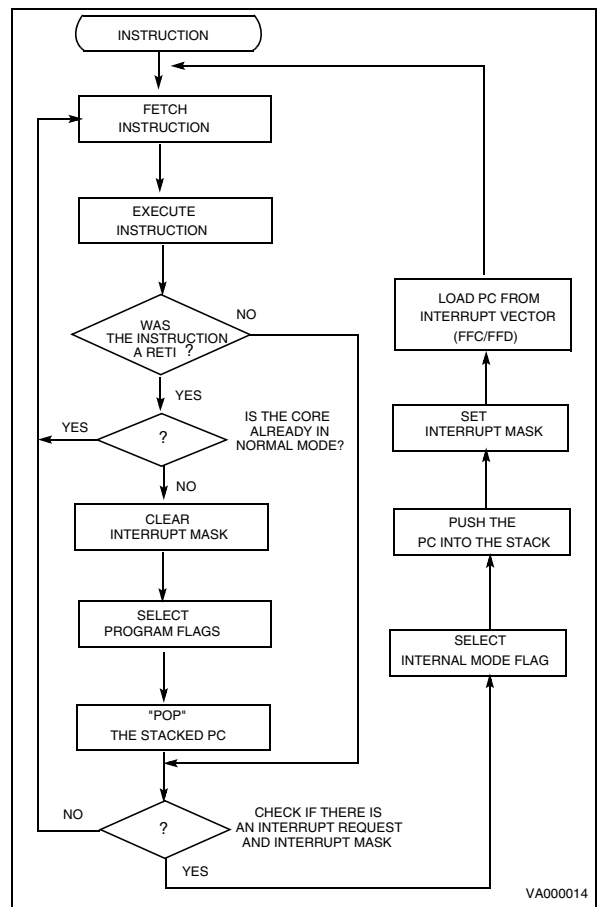 INSTRUCTION
FETCH
INSTRUCTION
EXECUTE
INSTRUCTION
WAS
THE INSTRUCTION
A RETI ?
NO
YES
?
IS THE CORE
ALREADY IN
NORMAL MODE?
YES
NO
CLEAR
INTERRUPT MASK
SELECT
PROGRAM FLAGS
"POP"
THE STACKED PC
?
CHECK IF THERE IS
AN INTERRUPT REQUEST
AND INTERRUPT MASK
NO
YES
SELECT
INTERNAL MODE FLAG
PUSH THE
PC INTO THE STACK
SET
INTERRUPT MASK
LOAD PC FROM
INTERRUPT VECTOR
(FFC/FFD)
VA000014